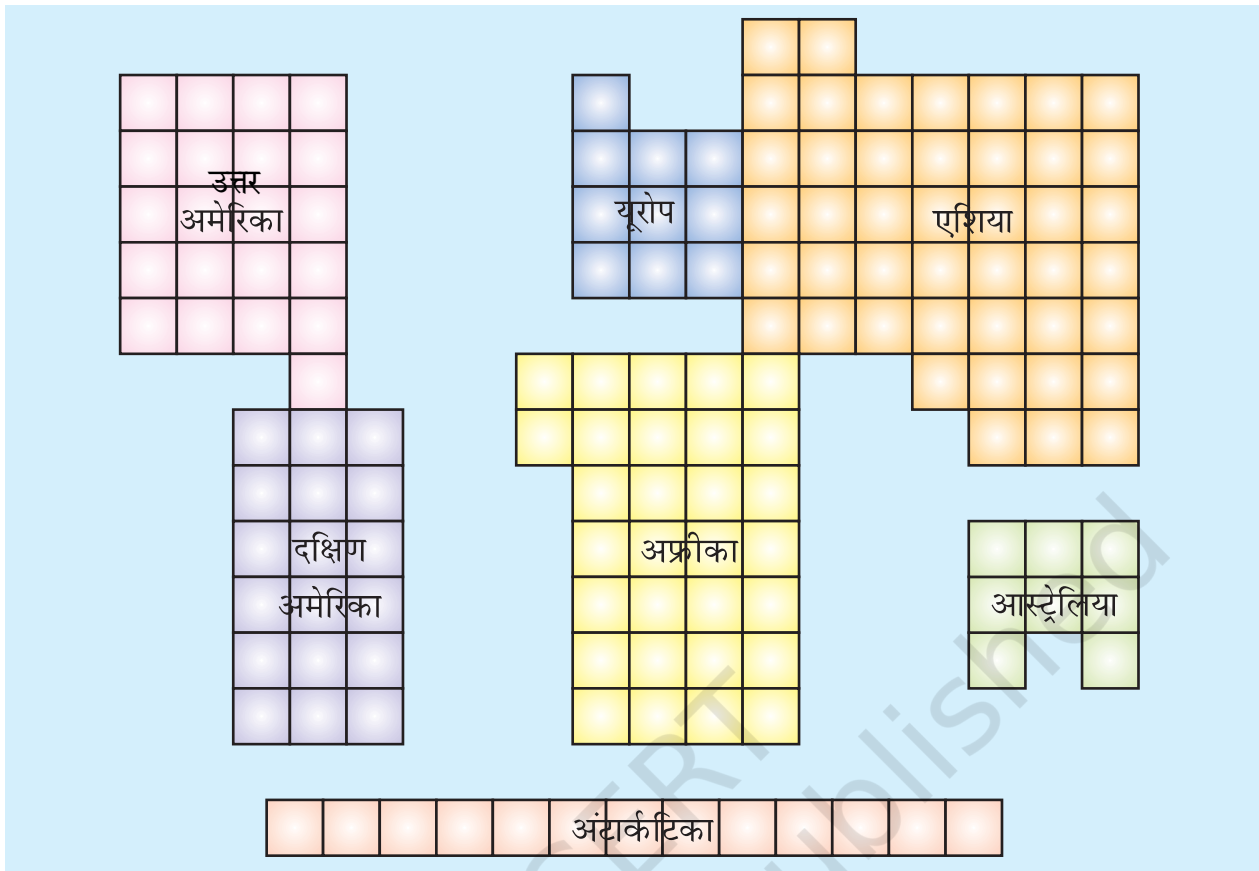 उत्तर
अमेरिका
यूरोप
एशिया
दक्षिण
अमेरिका
अफ्रीका
आस्ट्रेलिया
अंटार्कटिका